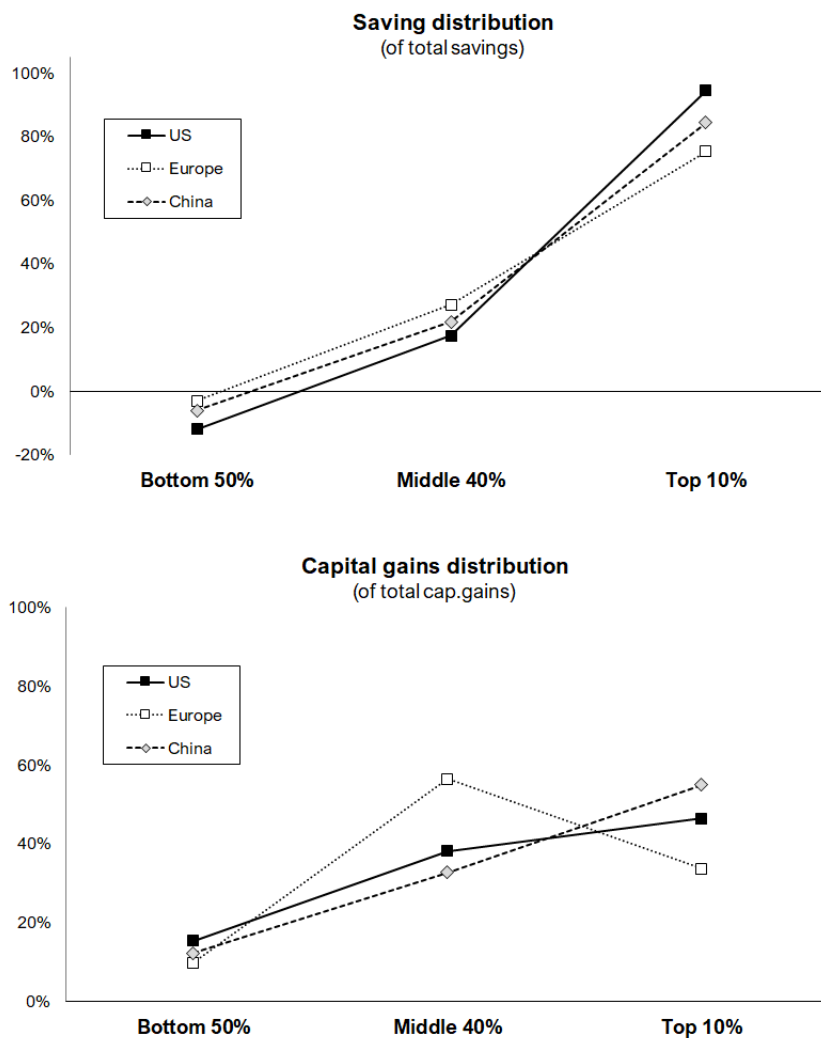 Saving distribution
(of total savings)
100%
80%
60%
40%
20%
0%
-20%
US
Europe
China
Bottom 50% Middle 40% Top 10%
Capital gains distribution
(of total cap.gains)
100%
80%
60%
40%
20%
0%
US
Europe
China
Bottom 50% Middle 40% Top 10%